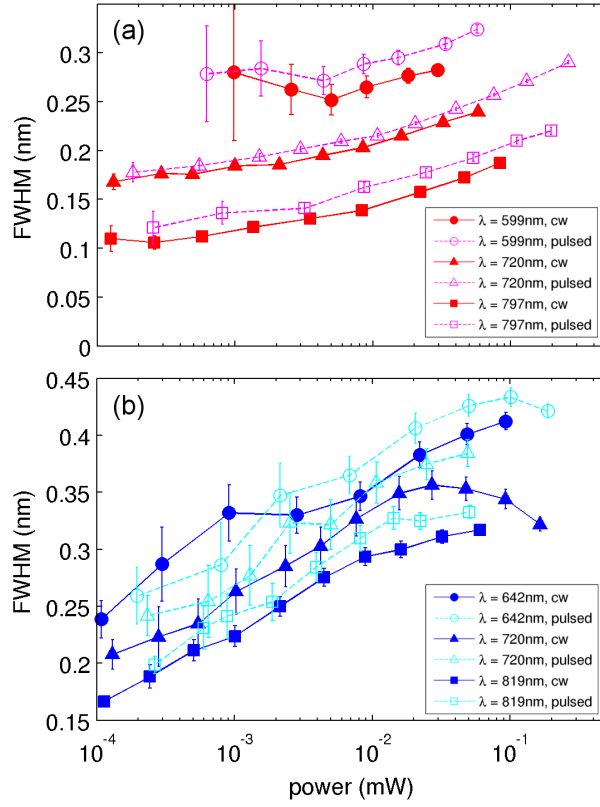 (a)
0.3
0.25
0.2
0.15
0.1
0.05
0
FWHM (nm)
λ = 599nm, cw
λ = 599nm, pulsed
λ = 720nm, cw
λ = 720nm, pulsed
λ = 797nm, cw
λ = 797nm, pulsed
(b)
0.45
0.4
0.35
0.3
0.25
0.2
0.15
FWHM (nm)
λ = 642nm, cw
λ = 642nm, pulsed
λ = 720nm, cw
λ = 720nm, pulsed
λ = 819nm, cw
λ = 819nm, pulsed
10⁻⁴ 10⁻³ 10⁻² 10⁻¹
power (mW)